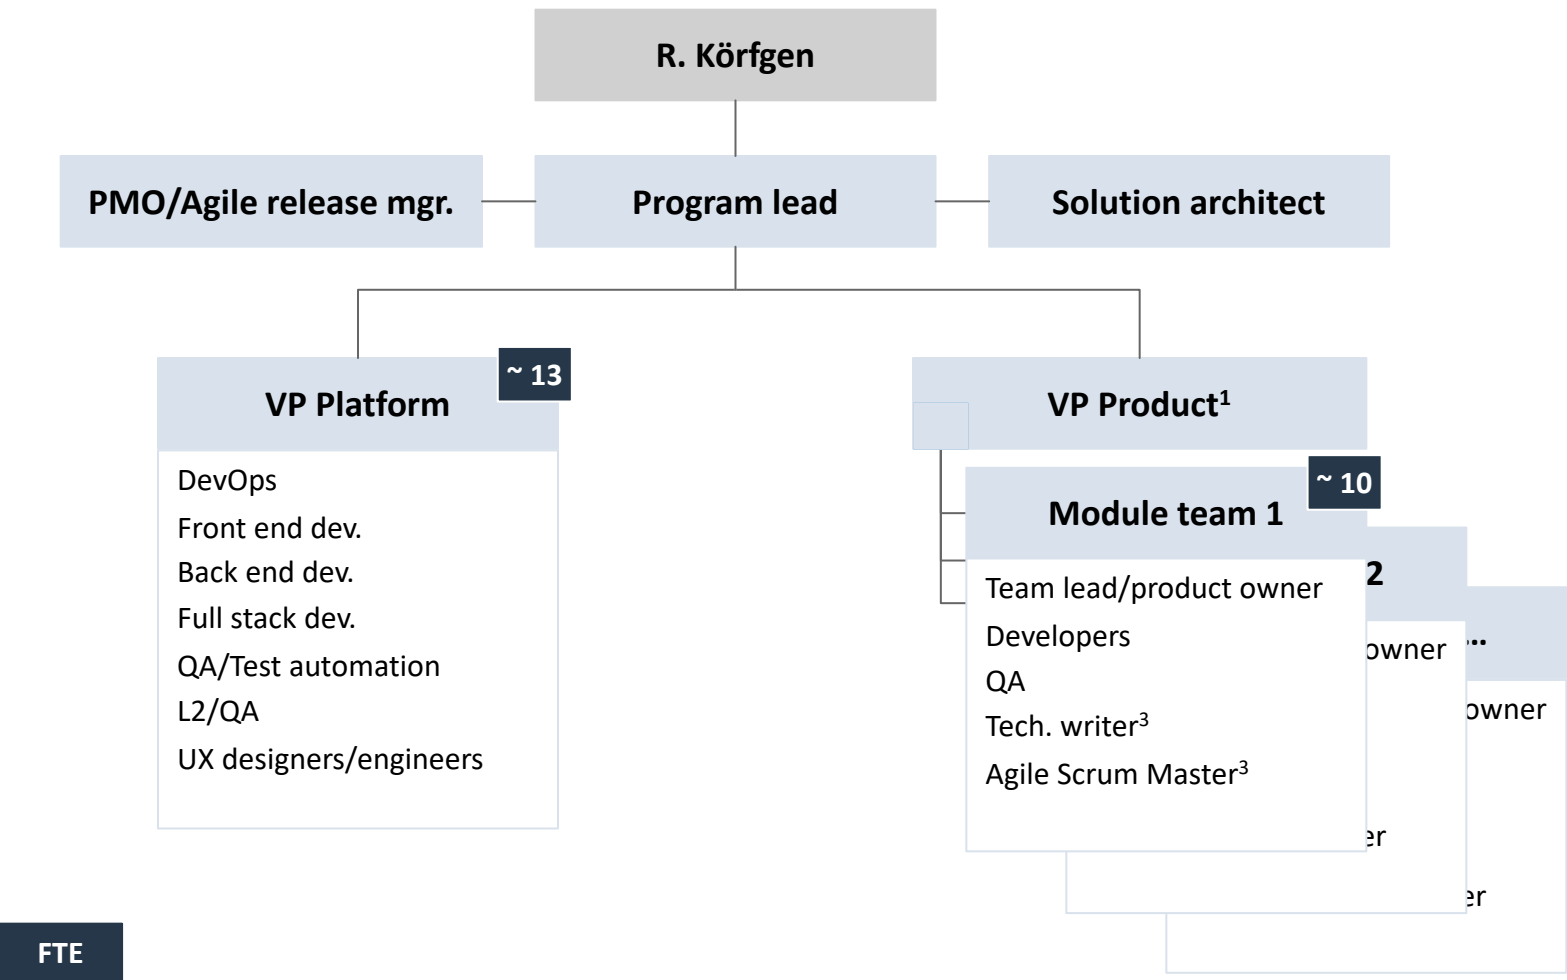 R. Körfgen
PMO/Agile release mgr.
Program lead
Solution architect
VP Platform
~ 13
DevOps
Front end dev.
Back end dev.
Full stack dev.
QA/Test automation
L2/QA
UX designers/engineers
VP Product¹
Module team 1
~ 10
Team lead/product owner
Developers
QA
Tech. writer³
Agile Scrum Master³
2
owner
er
...
owner
er
FTE